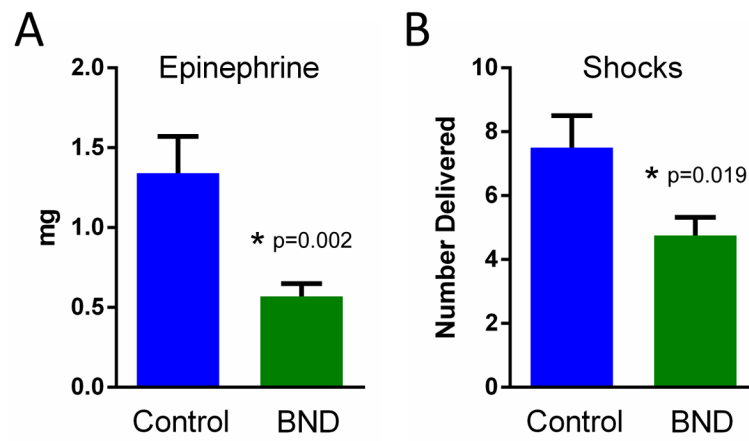 A
Epinephrine
2.0
1.5
1.0
0.5
0.0
mg
* p=0.002
Control BND
B
Shocks
10
8
6
4
2
0
Number Delivered
* p=0.019
Control BND